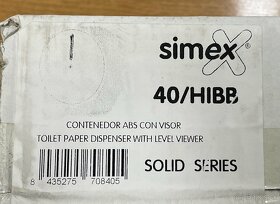 simex®
40/HIBB
CONTENEDOR ABS CON VISOR
TOILET PAPER DISPENSER WITH LEVEL VIEWER
SOLID SERIES
8 435275 708405